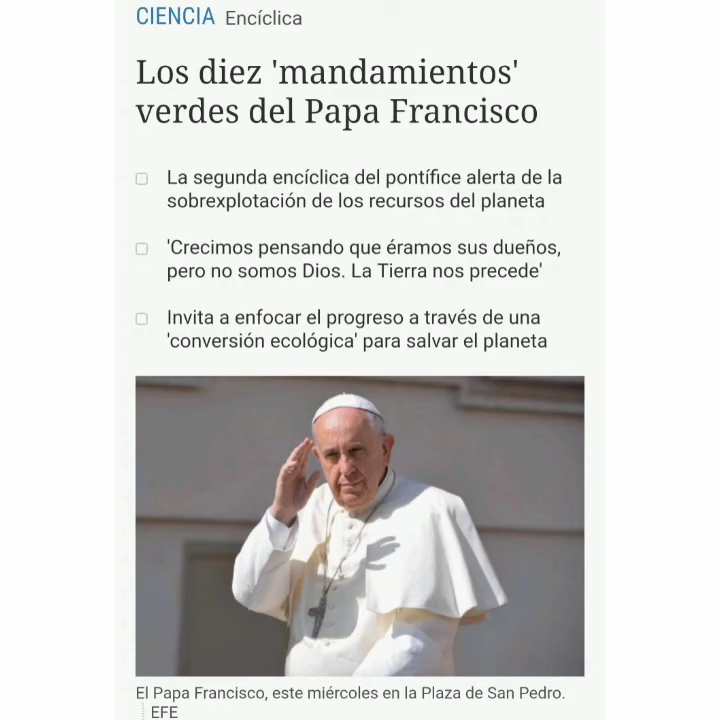 CIENCIA Encíclica
Los diez 'mandamientos'
verdes del Papa Francisco
La segunda encíclica del pontífice alerta de la
sobrexplotación de los recursos del planeta
'Crecimos pensando que éramos sus dueños,
pero no somos Dios. La Tierra nos precede'
Invita a enfocar el progreso a través de una
'conversión ecológica' para salvar el planeta
El Papa Francisco, este miércoles en la Plaza de San Pedro.
EFE